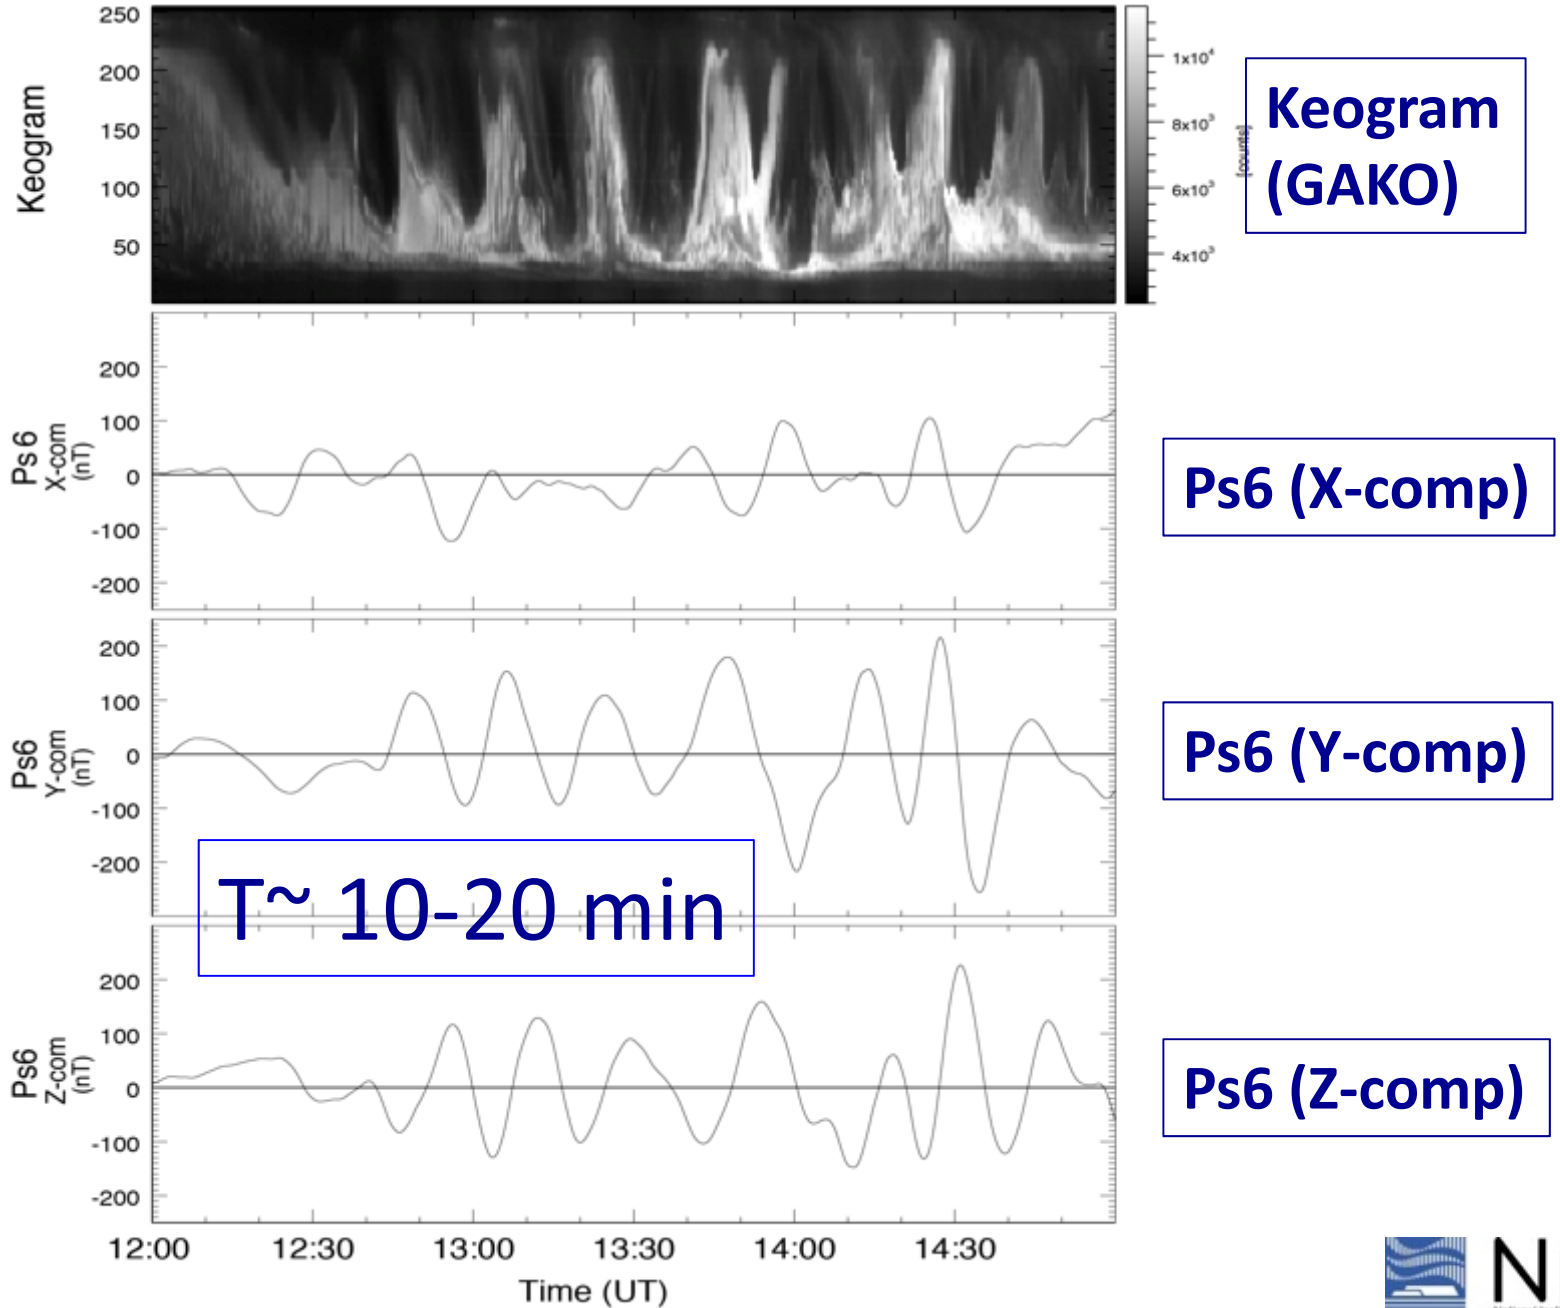 Keogram
250
200
150
100
50
1x10⁴
8x10³
6x10³
4x10³
[counts]
Keogram
(GAKO)
Ps6
X-com
(nT)
200
100
0
-100
-200
Ps6 (X-comp)
Ps6
Y-com
(nT)
200
100
0
-100
-200
Ps6 (Y-comp)
T~ 10-20 min
Ps6
Z-com
(nT)
200
100
0
-100
-200
Ps6 (Z-comp)
12:00 12:30 13:00 13:30 14:00 14:30
Time (UT)
N